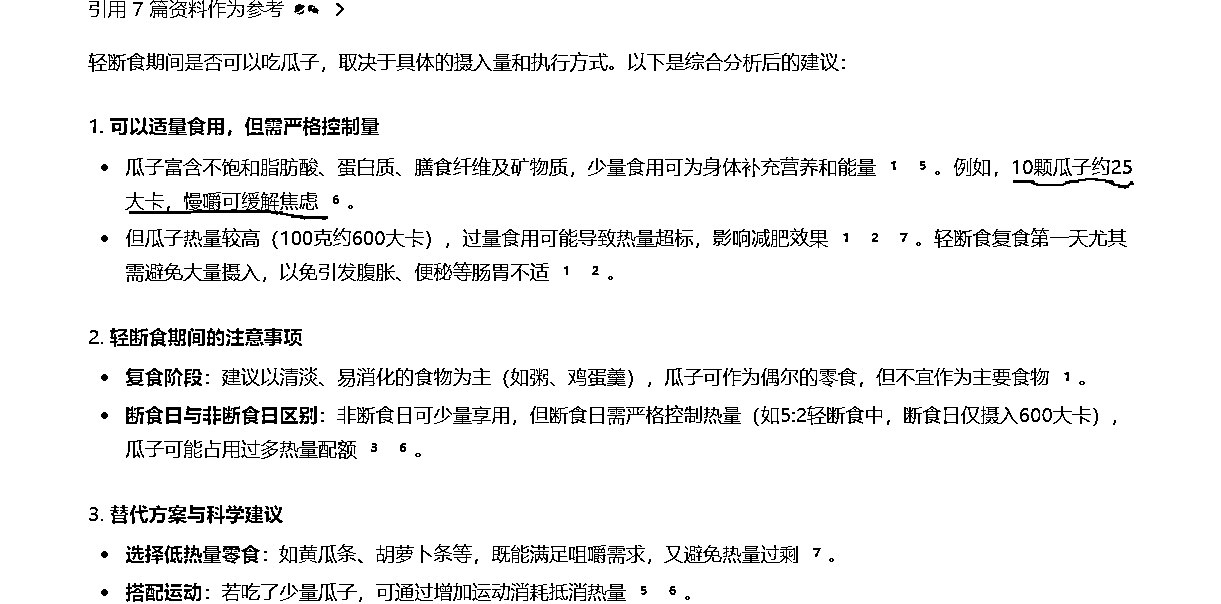 引用 7 篇资料作为参考
轻断食期间是否可以吃瓜子，取决于具体的摄入量和执行方式。以下是综合分析后的建议：
1. 可以适量食用，但需严格控制量
• 瓜子富含不饱和脂肪酸、蛋白质、膳食纤维及矿物质，少量食用可为身体补充营养和能量 1 5 。例如，10颗瓜子约25
大卡，慢嚼可缓解焦虑 6 。
• 但瓜子热量较高（100克约600大卡），过量食用可能导致热量超标，影响减肥效果 1 2 7 。轻断食复食第一天尤其
需避免大量摄入，以免引发腹胀、便秘等肠胃不适 1 2 。
2. 轻断食期间的注意事项
• 复食阶段：建议以清淡、易消化的食物为主（如粥、鸡蛋羹），瓜子可作为偶尔的零食，但不宜作为主要食物 1 。
• 断食日与非断食日区别：非断食日可少量享用，但断食日需严格控制热量（如5:2轻断食中，断食日仅摄入600大卡），
瓜子可能占用过多热量配额 3 6 。
3. 替代方案与科学建议
• 选择低热量零食：如黄瓜条、胡萝卜条等，既能满足咀嚼需求，又避免热量过剩 7 。
• 搭配运动：若吃了少量瓜子，可通过增加运动消耗抵消热量 5 6 。